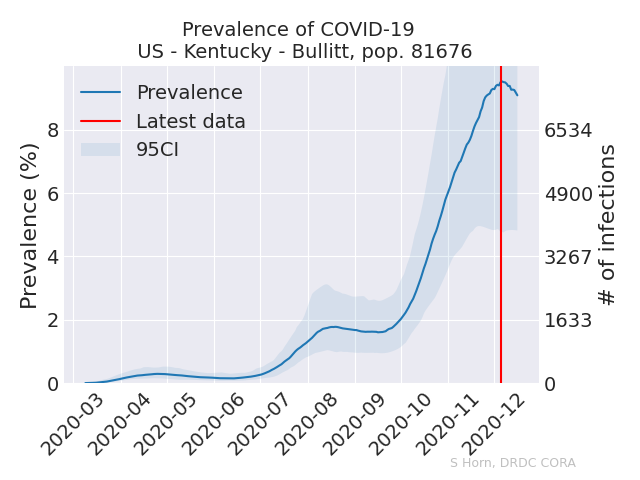 Prevalence of COVID-19
US - Kentucky - Bullitt, pop. 81676
Prevalence
Latest data
95CI
Prevalence (%)
8
6
4
2
0
6534
4900
3267
1633
0
# of infections
2020-03
2020-04
2020-05
2020-06
2020-07
2020-08
2020-09
2020-10
2020-11
2020-12
S Horn, DRDC CORA